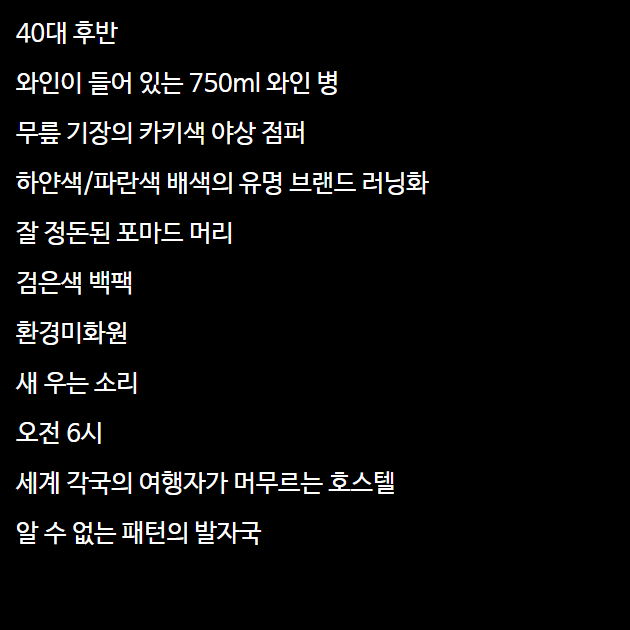 40대 후반
와인이 들어 있는 750ml 와인 병
무릎 기장의 카키색 야상 점퍼
하얀색/파란색 배색의 유명 브랜드 러닝화
잘 정돈된 포마드 머리
검은색 백팩
환경미화원
새 우는 소리
오전 6시
세계 각국의 여행자가 머무르는 호스텔
알 수 없는 패턴의 발자국